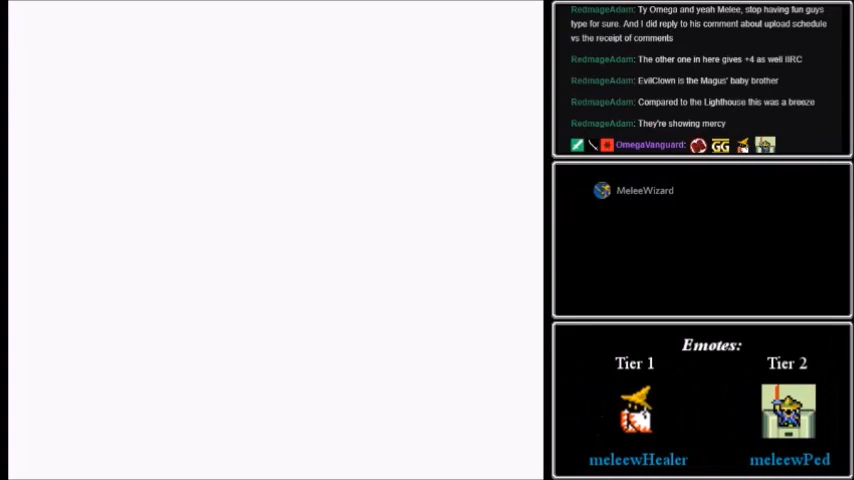 RedmageAdam: Ty Omega and yeah Melee, stop having fun guys
type for sure. And I did reply to his comment about upload schedule
vs the receipt of comments
RedmageAdam: The other one in here gives +4 as well IIRC
RedmageAdam: EvilClown is the Magus' baby brother
RedmageAdam: Compared to the Lighthouse this was a breeze
RedmageAdam: They're showing mercy
OmegaVanguard: GG
MeleeWizard
Emotes:
Tier 1 Tier 2
meleewHealer meleewPed